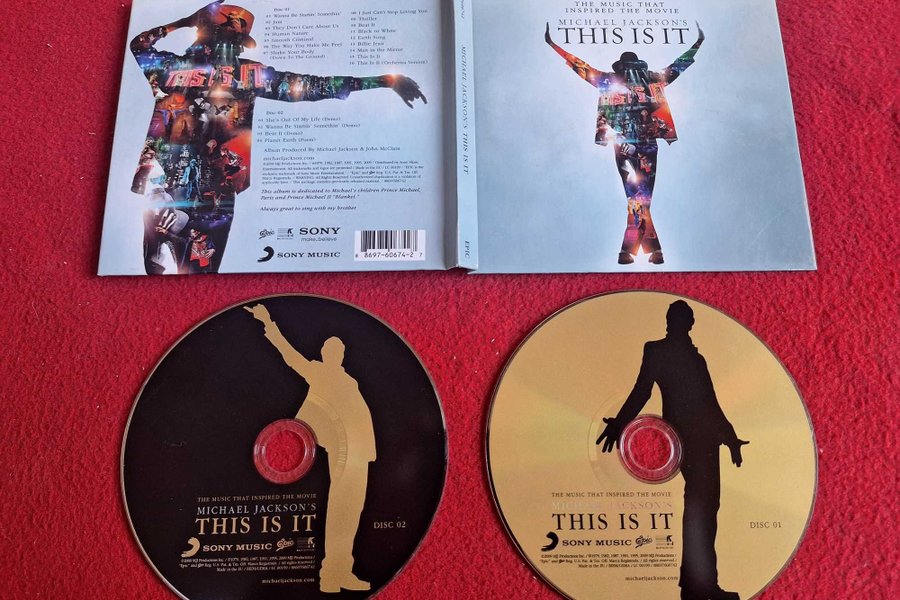 Disc 01
01 Wanna Be Startin' Somethin'
02 Jam
03 They Don't Care About Us
04 Human Nature
05 Smooth Criminal
06 The Way You Make Me Feel
07 Shake Your Body
(Down To The Ground)
08 I Just Can't Stop Loving You
09 Thriller
10 Beat It
11 Black or White
12 Earth Song
13 Billie Jean
14 Man in the Mirror
15 This Is It
16 This Is It (Orchestra Version)
Disc 02
01 She's Out Of My Life (Demo)
02 Wanna Be Startin' Somethin' (Demo)
03 Beat It (Demo)
04 Planet Earth (Poem)
Album Produced By Michael Jackson & John McClain
michaeljackson.com
This album is dedicated to Michael's children Prince Michael,
Paris and Prince Michael II "Blanket."
Always great to sing with my brother
Epic
SONY
make.believe
SONY MUSIC
8 8697-60674-2 7
MICHAEL JACKSON'S THIS IS IT
EPIC
THE MUSIC THAT
INSPIRED THE MOVIE
MICHAEL JACKSON'S
THIS IS IT
THIS IS IT
THIS IS IT
THE MUSIC THAT INSPIRED THE MOVIE
MICHAEL JACKSON'S
THIS IS IT
DISC 02
SONY MUSIC Epic
michaeljackson.com
THE MUSIC THAT INSPIRED THE MOVIE
MICHAEL JACKSON'S
THIS IS IT
DISC 01
SONY MUSIC Epic
michaeljackson.com